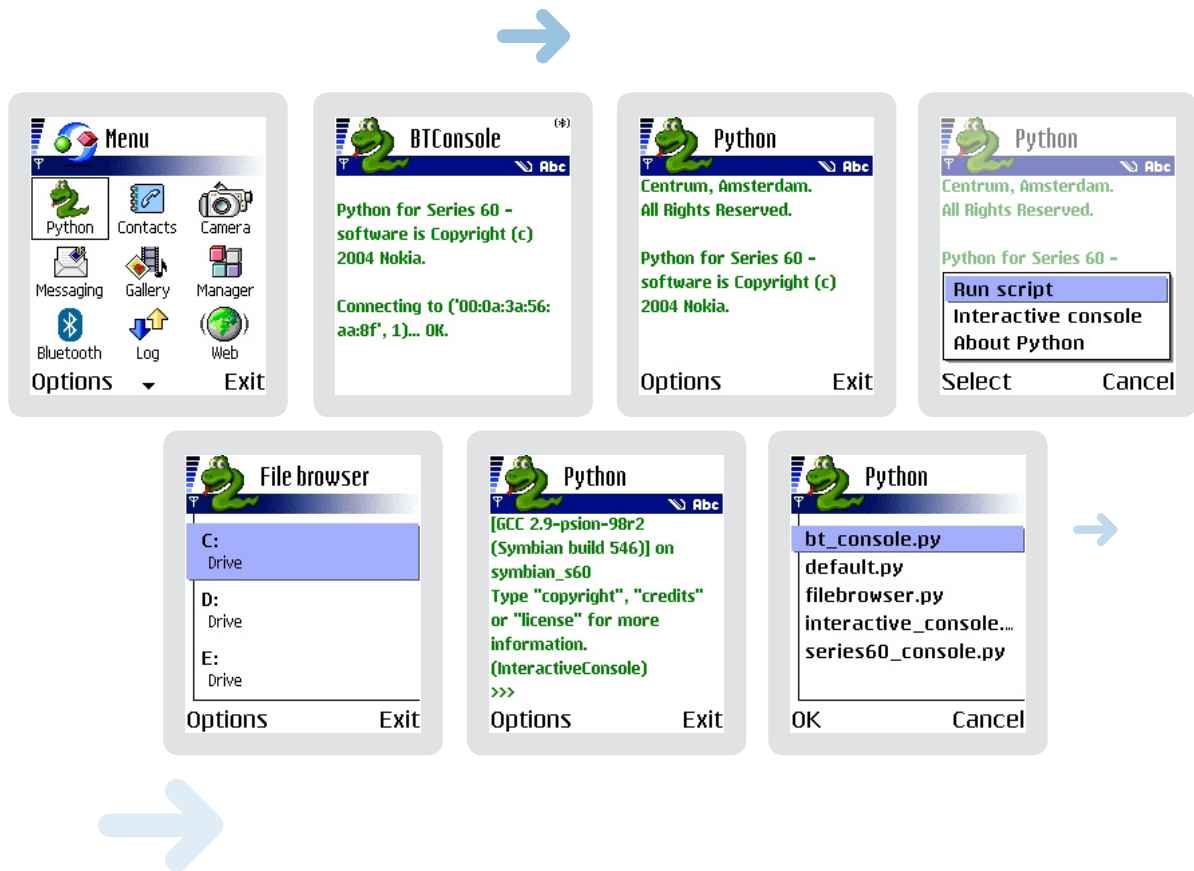 Menu
Python
Contacts
Camera
Messaging
Gallery
Manager
Bluetooth
Log
Web
Options
Exit
BTConsole
Abc
Python for Series 60 -
software is Copyright (c)
2004 Nokia.
Connecting to ('00:0a:3a:56:
aa:8f', 1)... OK.
Python
Abc
Centrum, Amsterdam.
All Rights Reserved.
Python for Series 60 -
software is Copyright (c)
2004 Nokia.
Options
Exit
Python
Abc
Centrum, Amsterdam.
All Rights Reserved.
Python for Series 60 -
Run script
Interactive console
About Python
Select
Cancel
File browser
C:
Drive
D:
Drive
E:
Drive
Options
Exit
Python
Abc
[GCC 2.9-psion-98r2
(Symbian build 546)] on
symbian_s60
Type "copyright", "credits"
or "license" for more
information.
(InteractiveConsole)
>>>
Options
Exit
Python
bt_console.py
default.py
filebrowser.py
interactive_console....
series60_console.py
OK
Cancel